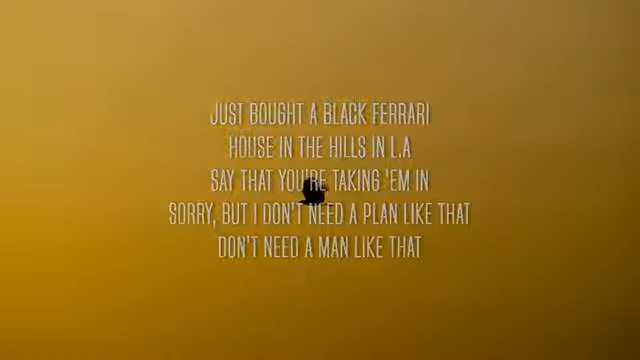 JUST BOUGHT A BLACK FERRARI
HOUSE IN THE HILLS IN L.A
SAY THAT YOU'RE TAKING 'EM IN
SORRY, BUT I DON'T NEED A PLAN LIKE THAT
DON'T NEED A MAN LIKE THAT